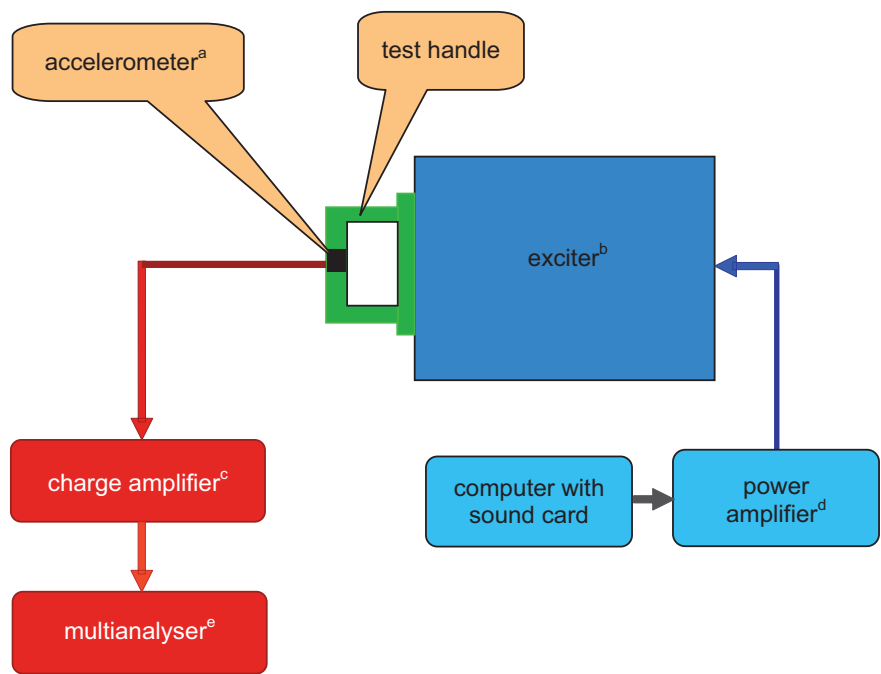 accelerometerᵃ
test handle
exciterᵇ
charge amplifierᶜ
computer with
sound card
power
amplifierᵈ
multianalyserᵉ